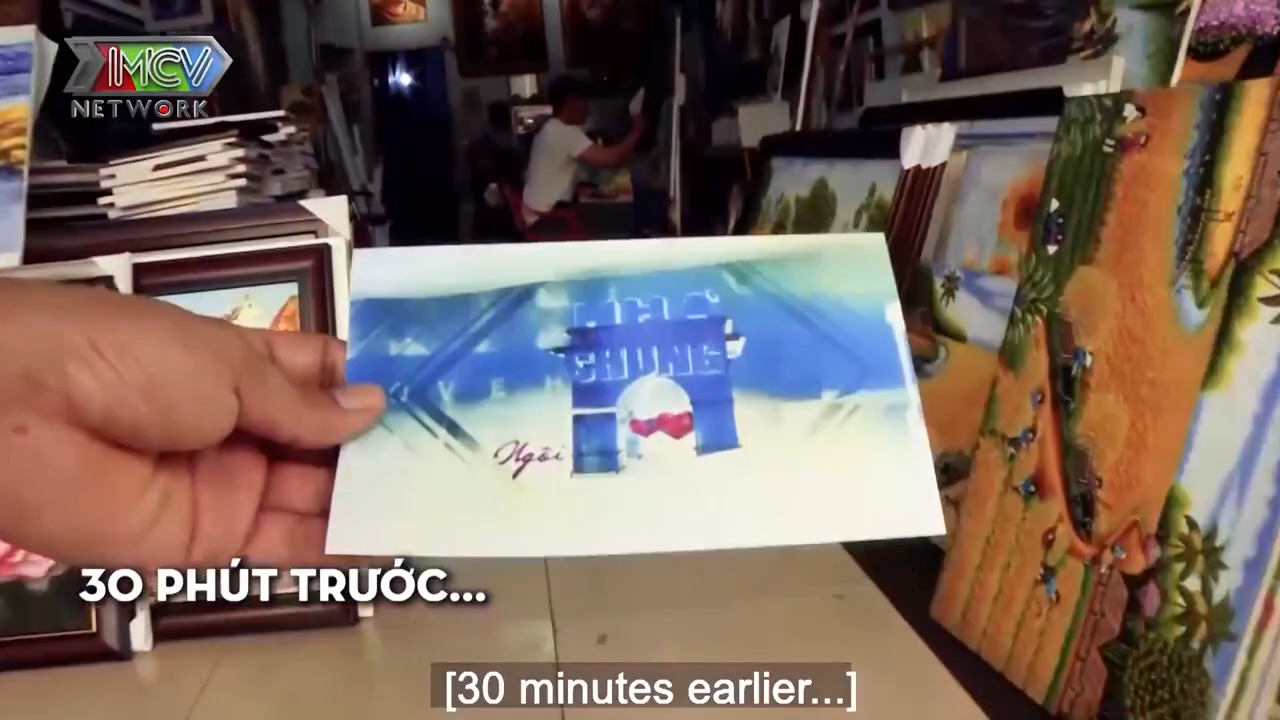 MCV
NETWORK
CHUNG
Ngôi
30 PHÚT TRƯỚC...
[30 minutes earlier...]